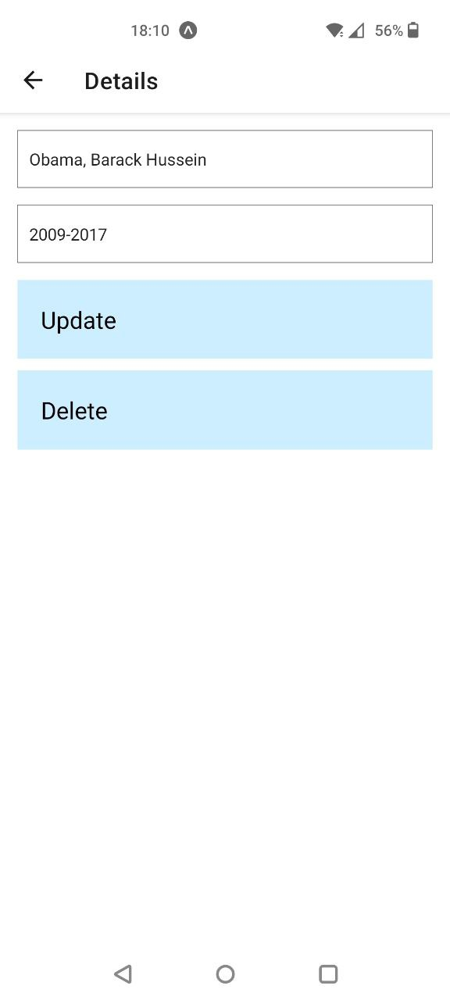 18:10 56%
Details
Obama, Barack Hussein
2009-2017
Update
Delete